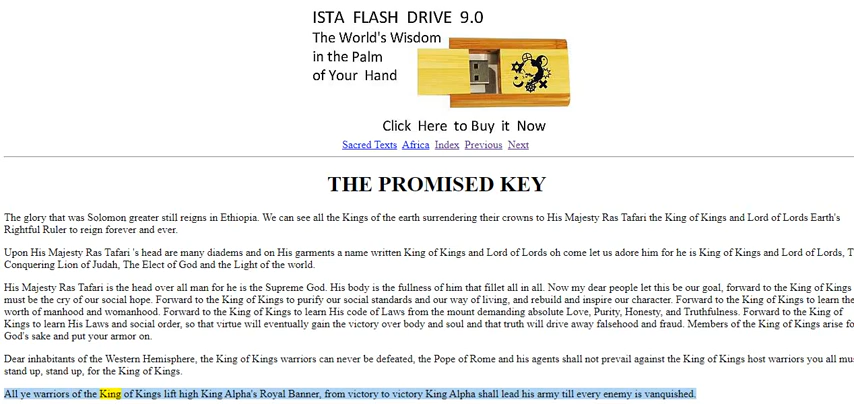 ISTA FLASH DRIVE 9.0
The World's Wisdom
in the Palm
of Your Hand
Click Here to Buy it Now
Sacred Texts Africa Index Previous Next
THE PROMISED KEY
The glory that was Solomon greater still reigns in Ethiopia. We can see all the Kings of the earth surrendering their crowns to His Majesty Ras Tafari the King of Kings and Lord of Lords Earth's
Rightful Ruler to reign forever and ever.
Upon His Majesty Ras Tafari 's head are many diadems and on His garments a name written King of Kings and Lord of Lords oh come let us adore him for he is King of Kings and Lord of Lords, T
Conquering Lion of Judah, The Elect of God and the Light of the world.
His Majesty Ras Tafari is the head over all man for he is the Supreme God. His body is the fullness of him that fillet all in all. Now my dear people let this be our goal, forward to the King of Kings
must be the cry of our social hope. Forward to the King of Kings to purify our social standards and our way of living, and rebuild and inspire our character. Forward to the King of Kings to learn the
worth of manhood and womanhood. Forward to the King of Kings to learn His code of Laws from the mount demanding absolute Love, Purity, Honesty, and Truthfulness. Forward to the King of
Kings to learn His Laws and social order, so that virtue will eventually gain the victory over body and soul and that truth will drive away falsehood and fraud. Members of the King of Kings arise fo
God's sake and put your armor on.
Dear inhabitants of the Western Hemisphere, the King of Kings warriors can never be defeated, the Pope of Rome and his agents shall not prevail against the King of Kings host warriors you all mus
stand up, stand up, for the King of Kings.
All ye warriors of the King of Kings lift high King Alpha's Royal Banner, from victory to victory King Alpha shall lead his army till every enemy is vanquished.